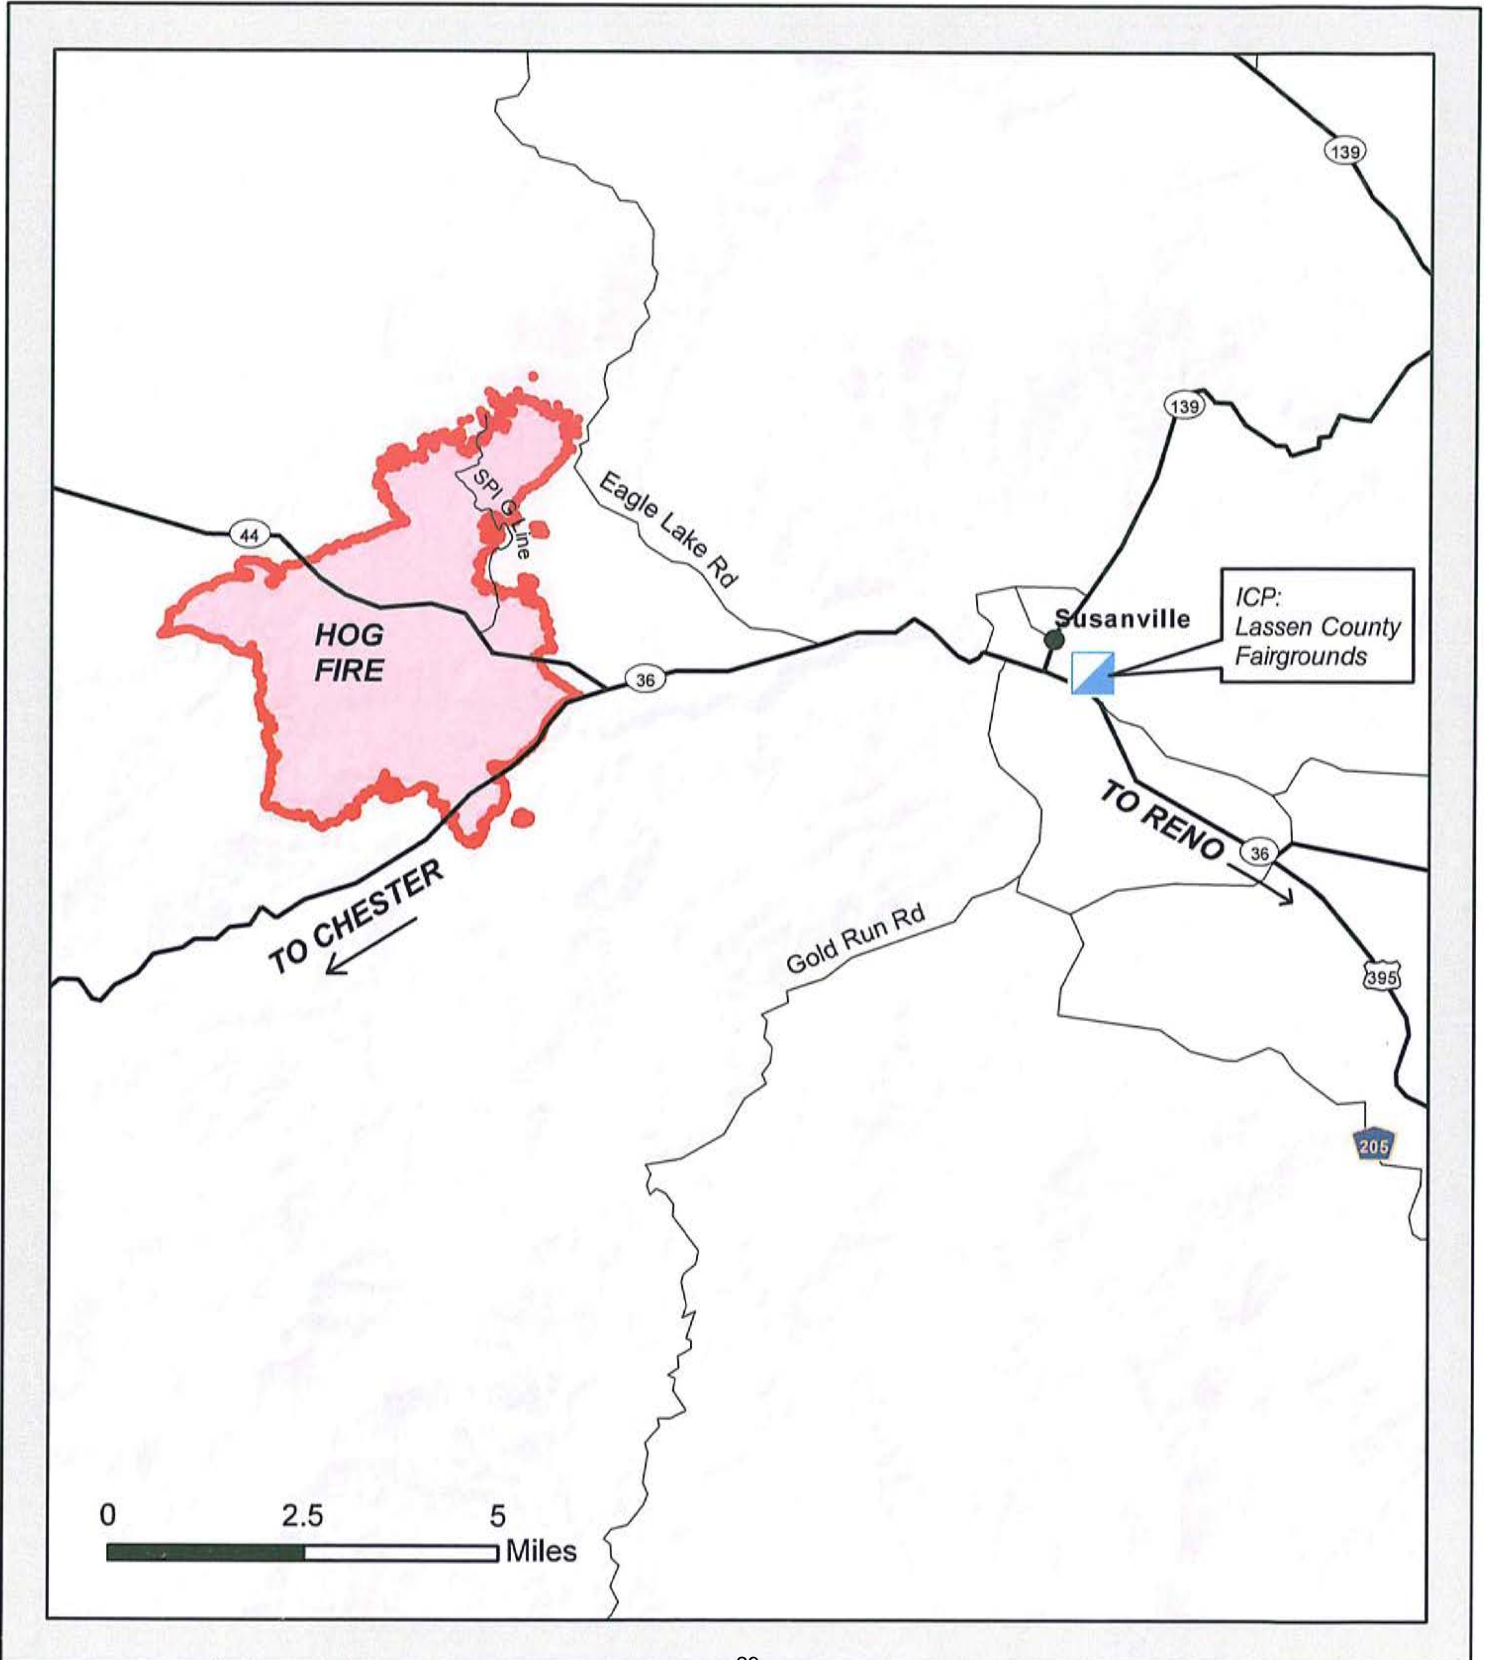 139
139
SPI G Line
Eagle Lake Rd
44
ICP:
Lassen County
Fairgrounds
Susanville
HOG
FIRE
36
TO RENO
36
TO CHESTER
Gold Run Rd
395
205
0 2.5 5
Miles